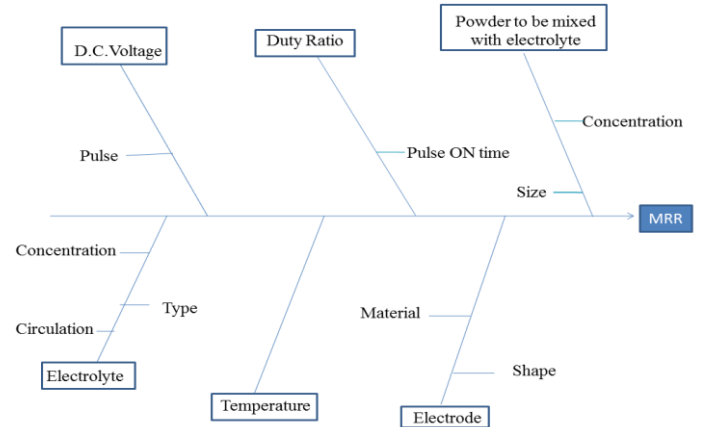 D.C.Voltage
Duty Ratio
Powder to be mixed
with electrolyte
Concentration
Pulse
Pulse ON time
Size
MRR
Concentration
Type
Circulation
Material
Shape
Electrolyte
Temperature
Electrode